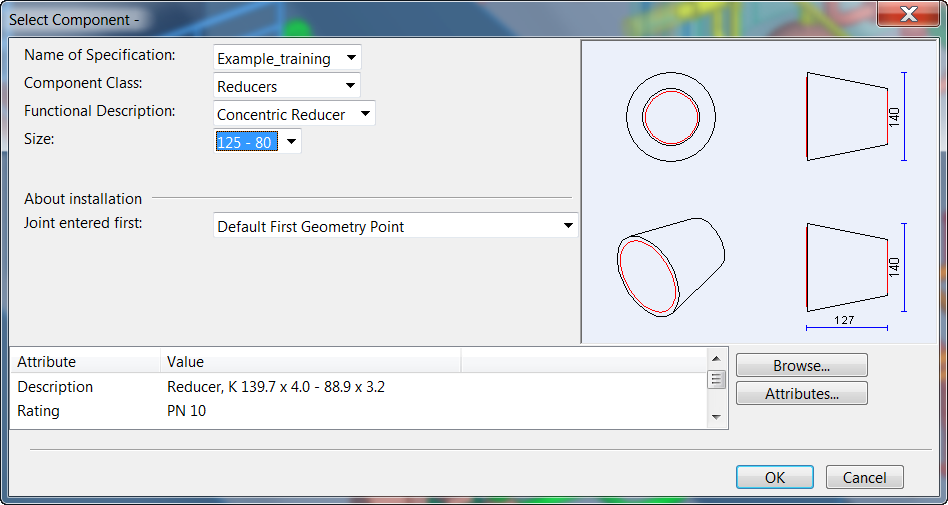 Select Component -
Name of Specification: Example_training
Component Class: Reducers
Functional Description: Concentric Reducer
Size: 125 - 80
About installation
Joint entered first: Default First Geometry Point
140
140
127
Attribute Value
Description Reducer, K 139.7 x 4.0 - 88.9 x 3.2
Rating PN 10
Browse...
Attributes...
OK Cancel